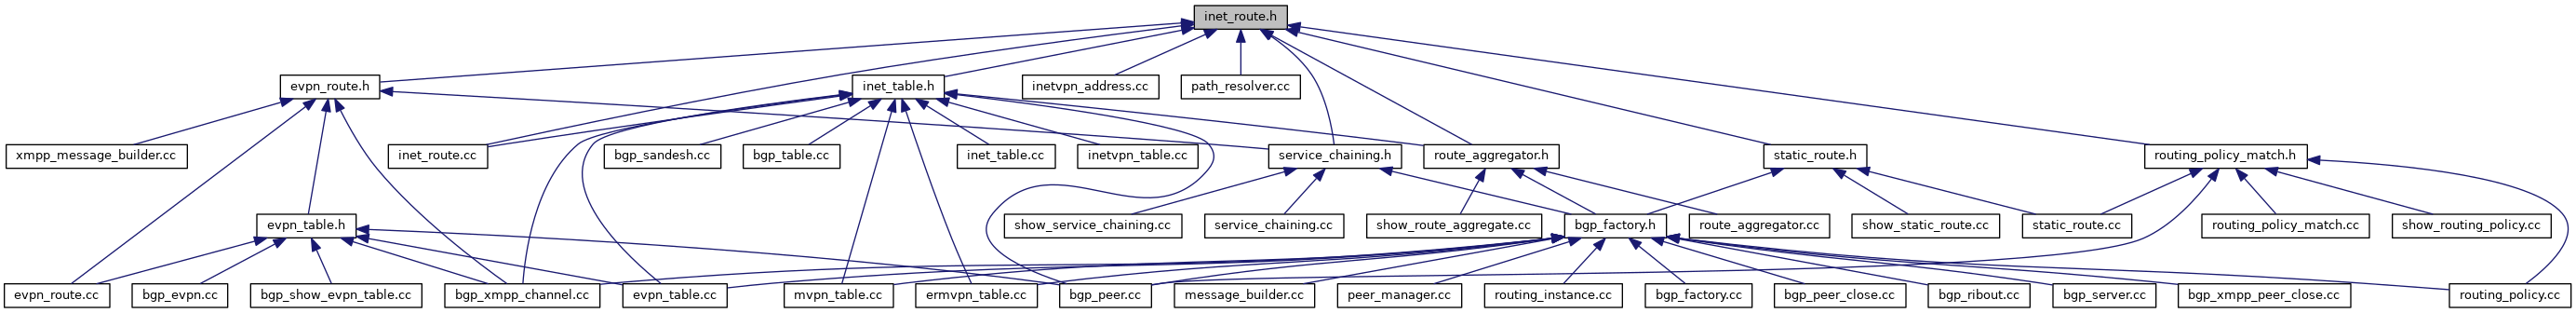 inet_route.h
evpn_route.h
inet_table.h
inetvpn_address.cc
path_resolver.cc
xmpp_message_builder.cc
inet_route.cc
bgp_sandesh.cc
bgp_table.cc
inet_table.cc
inetvpn_table.cc
service_chaining.h
route_aggregator.h
static_route.h
routing_policy_match.h
evpn_table.h
show_service_chaining.cc
service_chaining.cc
show_route_aggregate.cc
bgp_factory.h
route_aggregator.cc
show_static_route.cc
static_route.cc
routing_policy_match.cc
show_routing_policy.cc
evpn_route.cc
bgp_evpn.cc
bgp_show_evpn_table.cc
bgp_xmpp_channel.cc
evpn_table.cc
mvpn_table.cc
ermvpn_table.cc
bgp_peer.cc
message_builder.cc
peer_manager.cc
routing_instance.cc
bgp_factory.cc
bgp_peer_close.cc
bgp_ribout.cc
bgp_server.cc
bgp_xmpp_peer_close.cc
routing_policy.cc